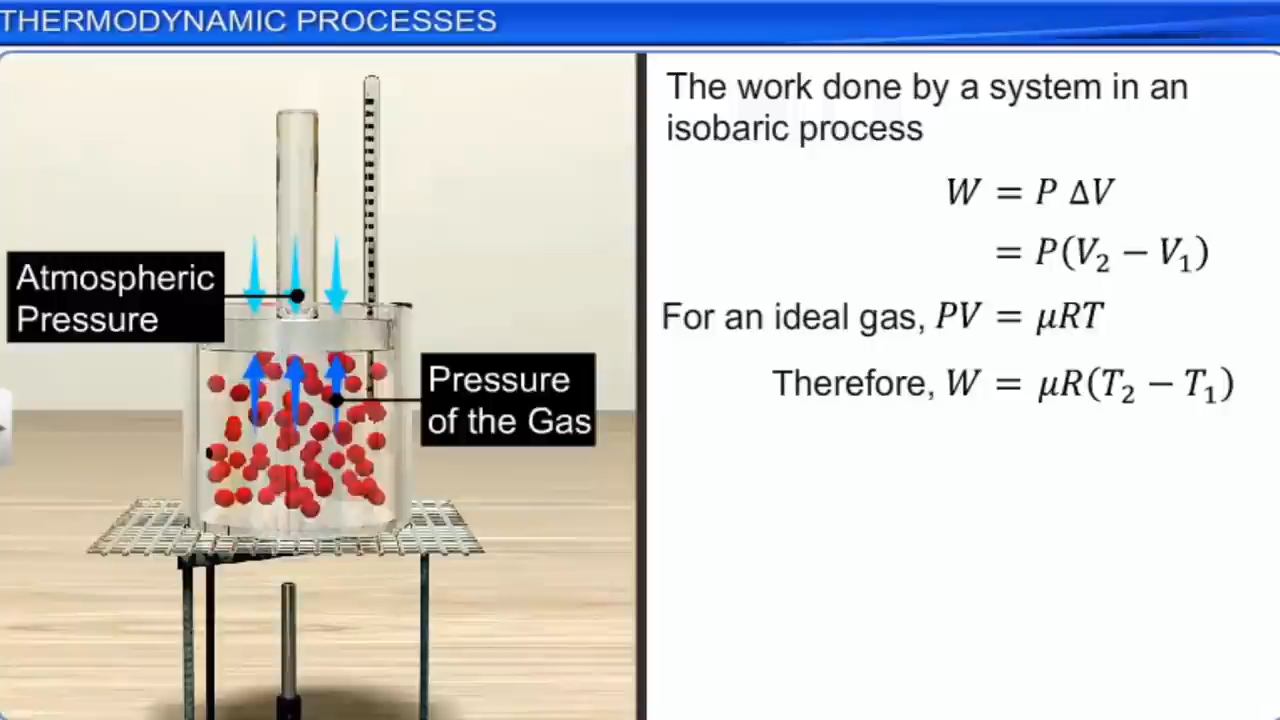 THERMODYNAMIC PROCESSES
Atmospheric
Pressure
Pressure
of the Gas
The work done by a system in an
isobaric process
W = P ΔV
= P(V₂ − V₁)
For an ideal gas, PV = μRT
Therefore, W = μR(T₂ − T₁)